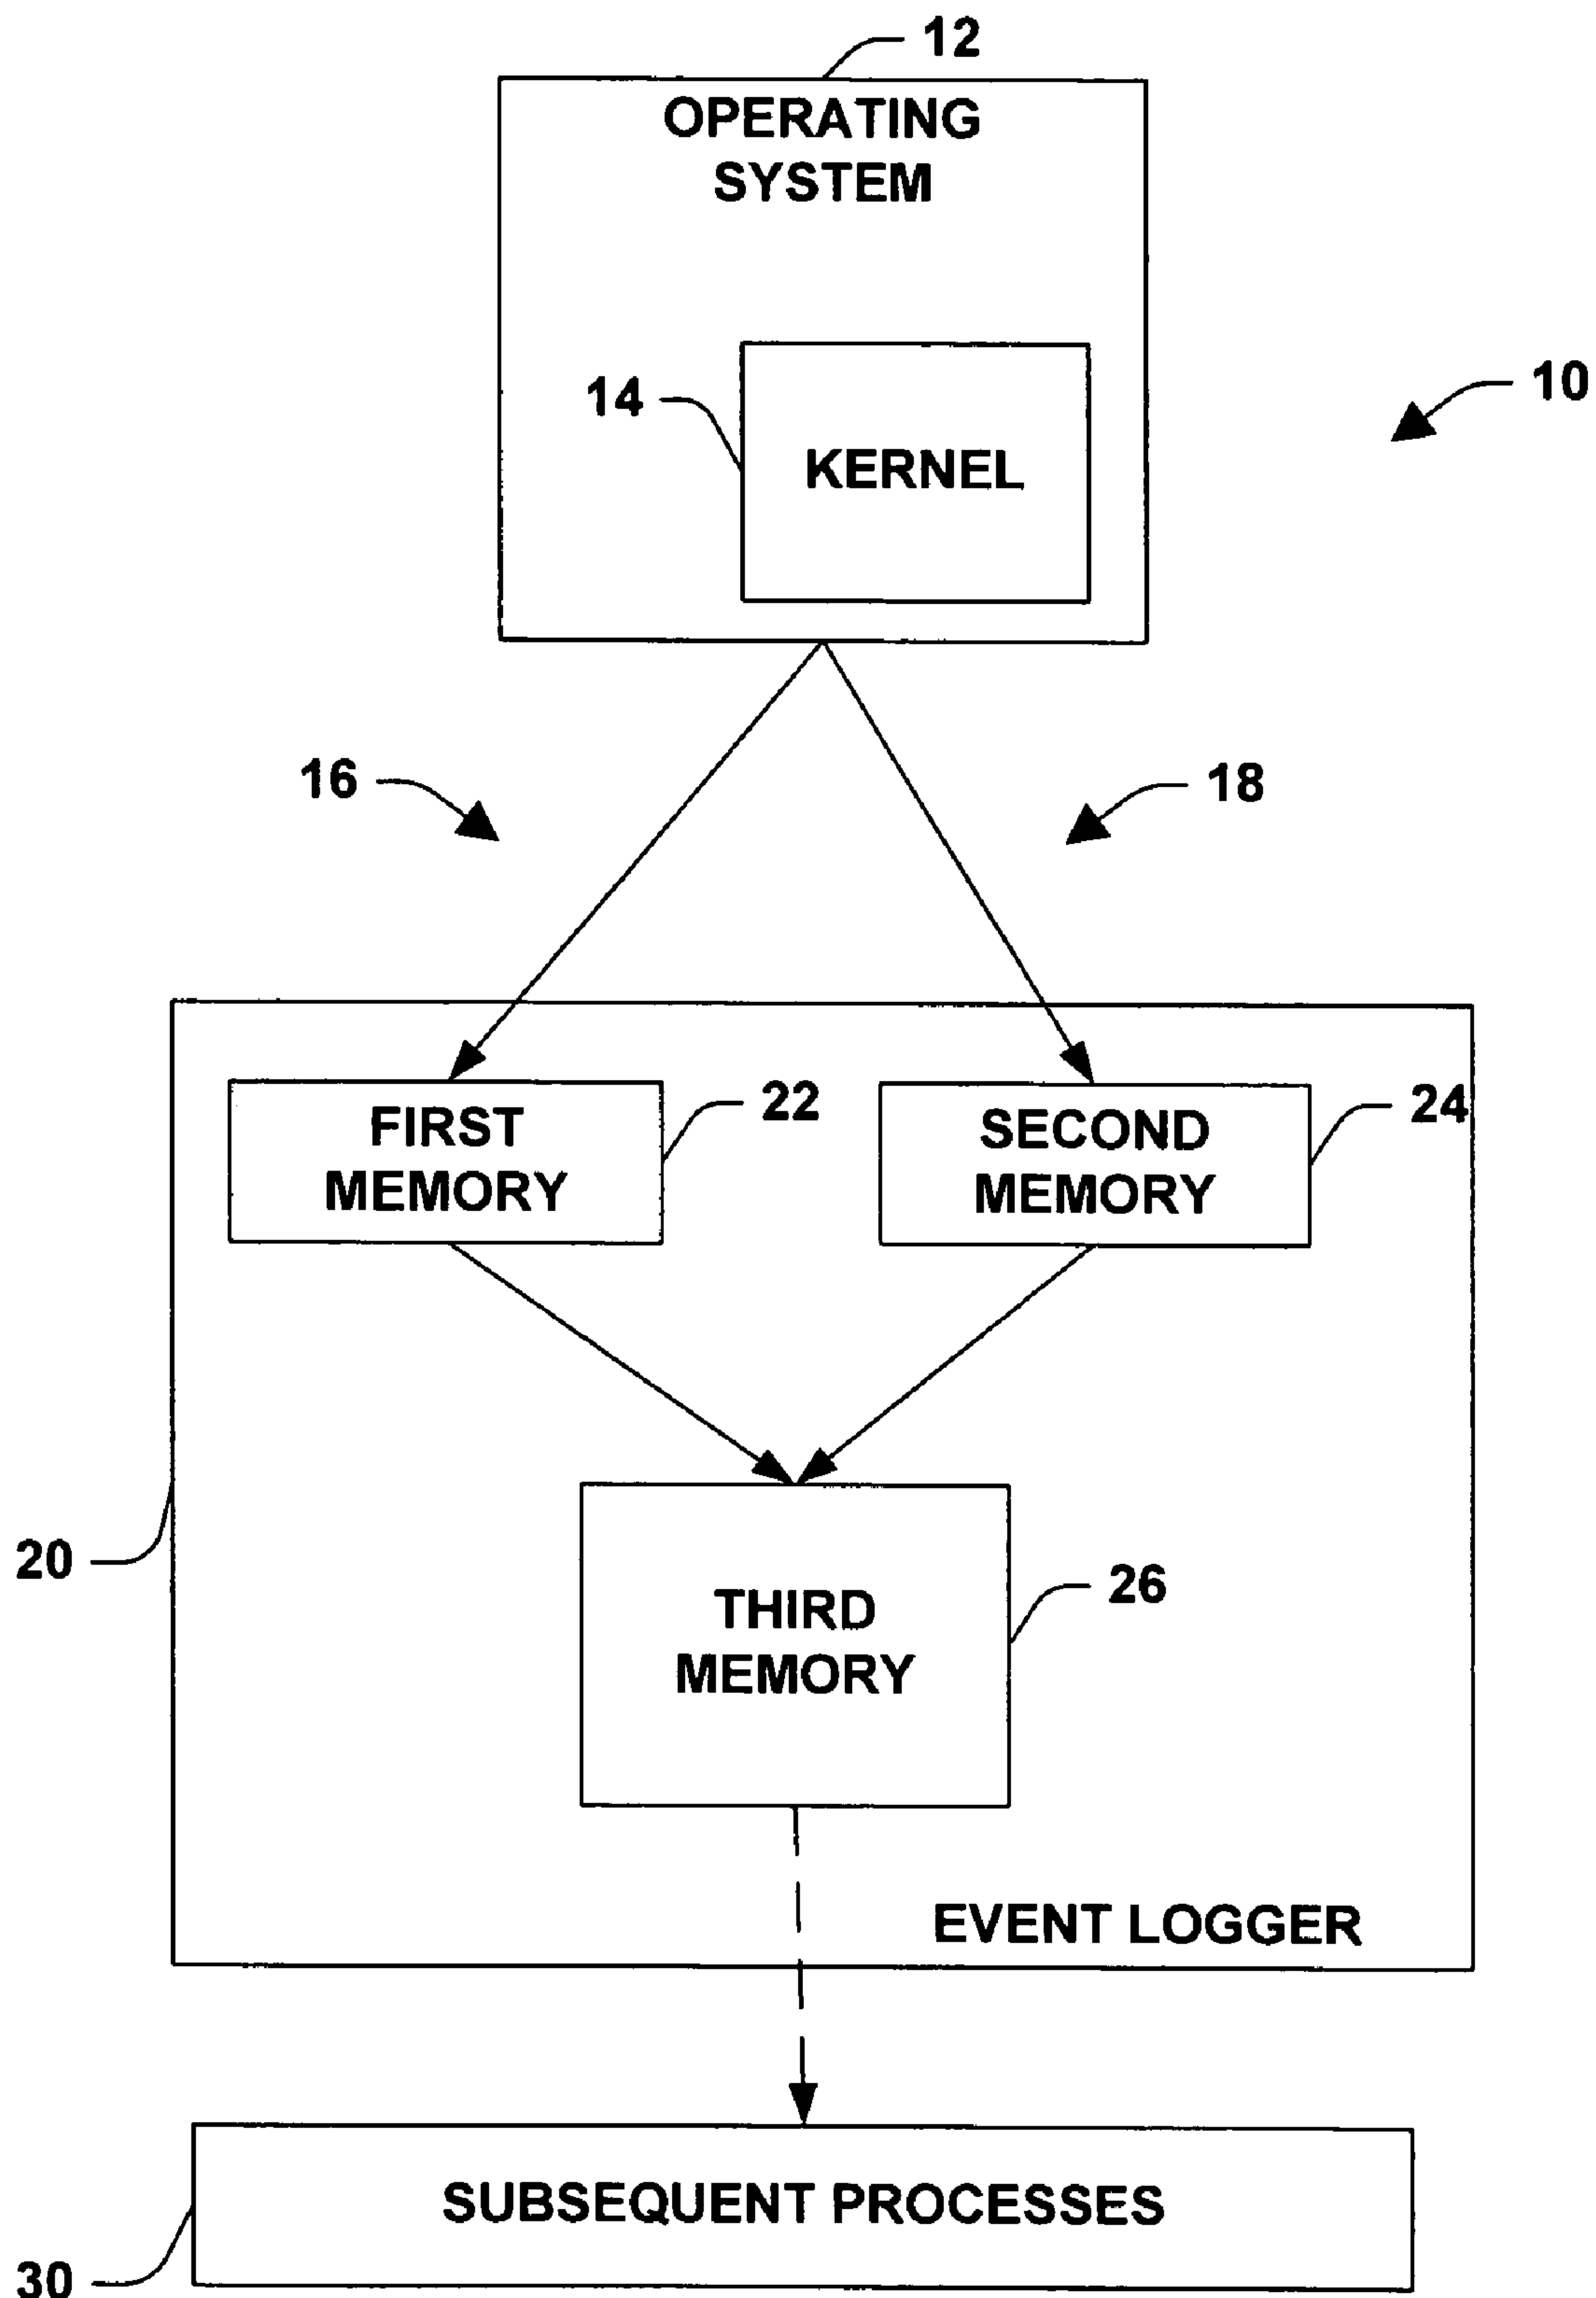 12
OPERATING
SYSTEM
14
KERNEL
10
16
18
FIRST
MEMORY
22
SECOND
MEMORY
24
20
THIRD
MEMORY
26
EVENT LOGGER
SUBSEQUENT PROCESSES
30